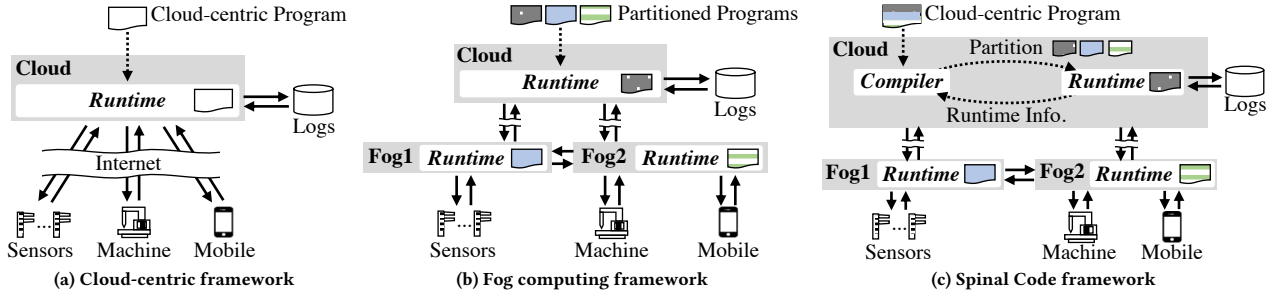 Cloud-centric Program
Cloud
Runtime
Logs
Internet
Sensors
Machine
Mobile
(a) Cloud-centric framework
Partitioned Programs
Cloud
Runtime
Logs
Fog1
Runtime
Fog2
Runtime
Sensors
Machine
Mobile
(b) Fog computing framework
Cloud-centric Program
Cloud
Partition
Compiler
Runtime
Runtime Info.
Logs
Fog1
Runtime
Fog2
Runtime
Sensors
Machine
Mobile
(c) Spinal Code framework